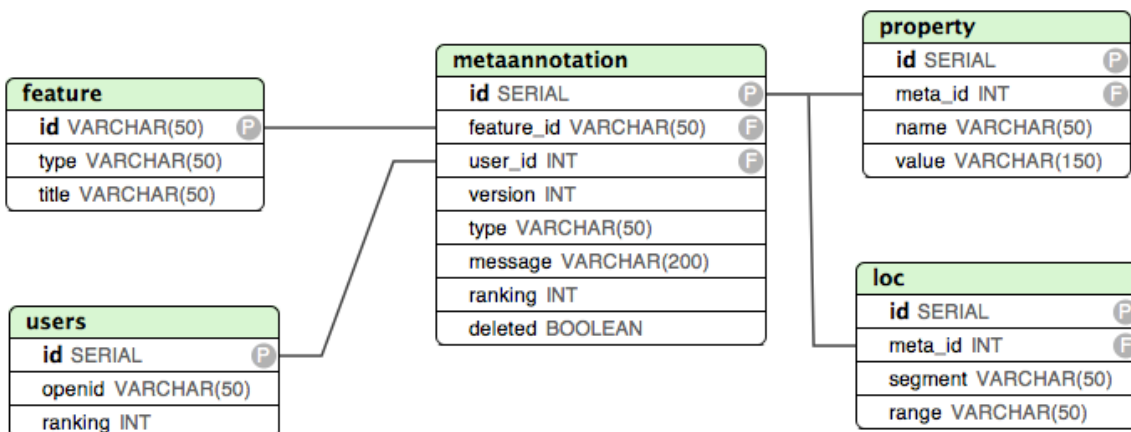 feature
id VARCHAR(50) P
type VARCHAR(50)
title VARCHAR(50)
users
id SERIAL P
openid VARCHAR(50)
ranking INT
metaannotation
id SERIAL P
feature_id VARCHAR(50) F
user_id INT F
version INT
type VARCHAR(50)
message VARCHAR(200)
ranking INT
deleted BOOLEAN
property
id SERIAL P
meta_id INT F
name VARCHAR(50)
value VARCHAR(150)
loc
id SERIAL P
meta_id INT F
segment VARCHAR(50)
range VARCHAR(50)